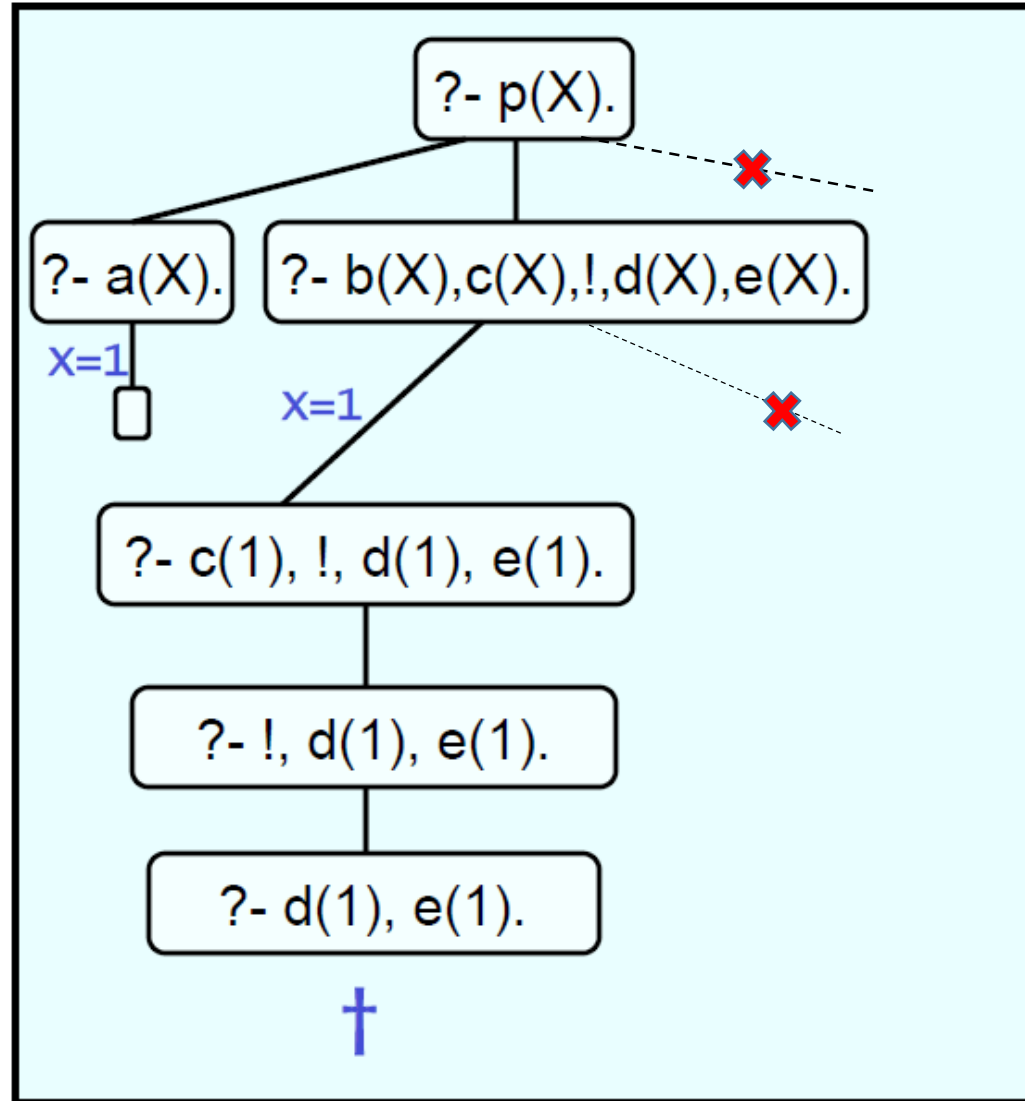 ?- p(X).
?- a(X).
?- b(X),c(X),!,d(X),e(X).
X=1
X=1
?- c(1), !, d(1), e(1).
?- !, d(1), e(1).
?- d(1), e(1).
†